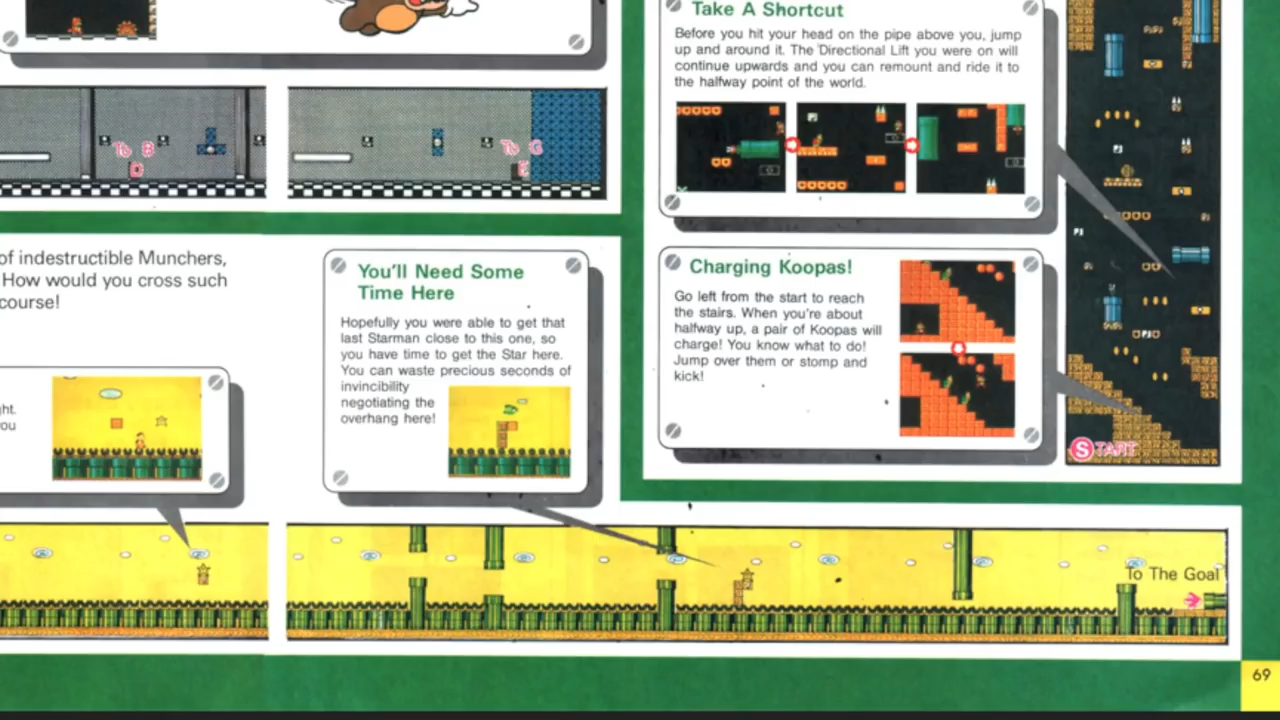 Take A Shortcut
Before you hit your head on the pipe above you, jump
up and around it. The Directional Lift you were on will
continue upwards and you can remount and ride it to
the halfway point of the world.
To B
D
To G
E
of indestructible Munchers,
How would you cross such
course!
You'll Need Some
Time Here
Hopefully you were able to get that
last Starman close to this one, so
you have time to get the Star here.
You can waste precious seconds of
invincibility
negotiating the
overhang here!
Charging Koopas!
Go left from the start to reach
the stairs. When you're about
halfway up, a pair of Koopas will
charge! You know what to do!
Jump over them or stomp and
kick!
START
ght.
ou
To The Goal
69